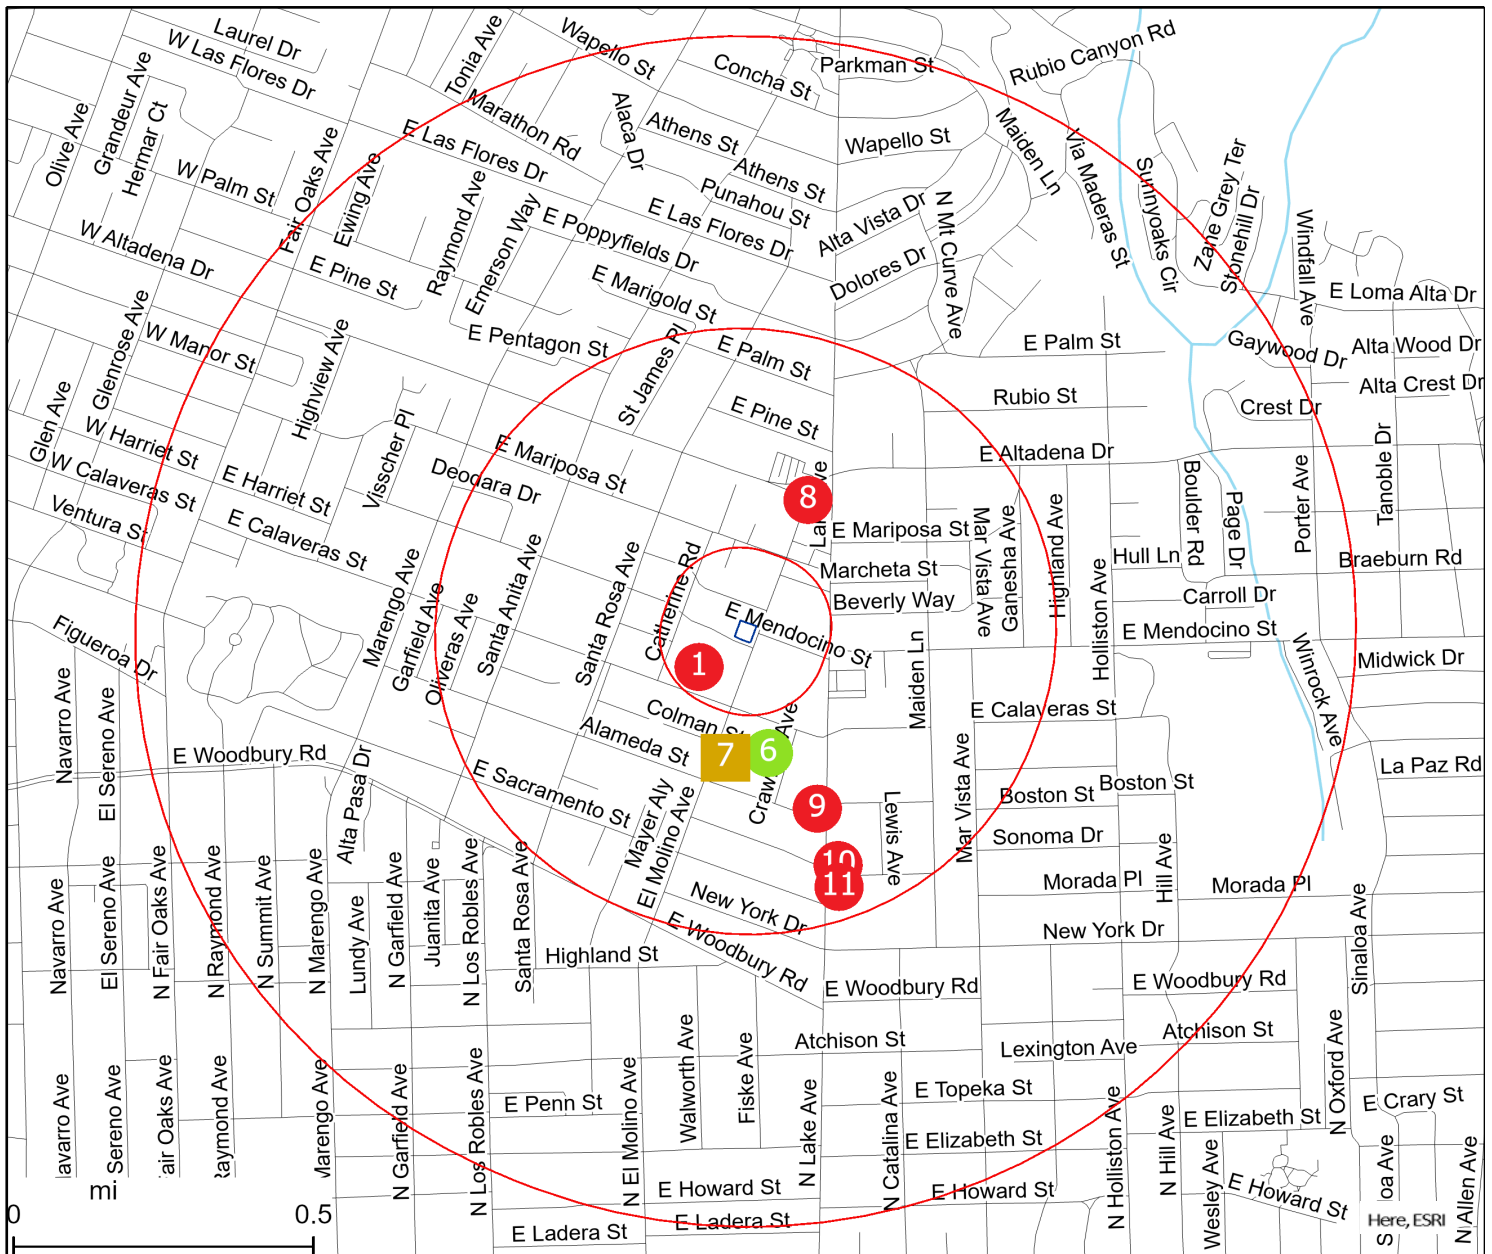 Laurel Dr
W Las Flores Dr
Tonia Ave
Wapello St
Concha St
Parkman St
Rubio Canyon Rd
Olive Ave
Grandeur Ave
Hermar Ct
Marathon Rd
Alaca Dr
Athens St
Wapello St
Maiden Ln
Via Maderas St
E Las Flores Dr
Athens St
Punahou St
W Palm St
Fair Oaks Ave
Ewing Ave
Raymond Ave
Emerson Way
E Las Flores Dr
Alta Vista Dr
N Mt Curve Ave
Sunnyoaks Cir
Zane Grey Ter
Stonehill Dr
Windfall Ave
W Altadena Dr
E Poppyfields Dr
Dolores Dr
E Pine St
E Marigold St
E Loma Alta Dr
Glenrose Ave
W Manor St
Highview Ave
E Pentagon St
St James Pl
E Palm St
E Palm St
Gaywood Dr
Alta Wood Dr
Alta Crest Dr
Rubio St
Crest Dr
Glen Ave
W Harriet St
E Pine St
Visscher Pl
E Mariposa St
E Altadena Dr
Tanoble Dr
W Calaveras St
E Harriet St
Deodara Dr
8
Boulder Rd
Page Dr
Porter Ave
Ventura St
E Calaveras St
E Mariposa St
Mar Vista Ave
Ganesha Ave
Highland Ave
Hull Ln
Braeburn Rd
Marcheta St
Holliston Ave
Marengo Ave
Garfield Ave
Oliveras Ave
Santa Anita Ave
Santa Rosa Ave
Catherine Rd
Beverly Way
Carroll Dr
E Mendocino St
E Mendocino St
Figueroa Dr
1
Maiden Ln
Winrock Ave
Midwick Dr
Navarro Ave
El Sereno Ave
Colman St
E Calaveras St
Alameda St
7
6
E Woodbury Rd
Alta Pasa Dr
E Sacramento St
Mar Vista Ave
La Paz Rd
Boston St
Boston St
Mayer Aly
El Molino Ave
9
Lewis Ave
Sonoma Dr
10
11
Morada Pl
Hill Ave
Morada Pl
Navarro Ave
El Sereno Ave
N Fair Oaks Ave
N Raymond Ave
N Summit Ave
N Marengo Ave
Lundy Ave
N Garfield Ave
Juanita Ave
N Los Robles Ave
Santa Rosa Ave
New York Dr
E Woodbury Rd
New York Dr
Sinaloa Ave
Highland St
E Woodbury Rd
E Woodbury Rd
Atchison St
Atchison St
Lexington Ave
N Oxford Ave
Walworth Ave
Fiske Ave
E Topeka St
E Penn St
N El Molino Ave
N Lake Ave
N Catalina Ave
E Elizabeth St
E Elizabeth St
E Crary St
N Holliston Ave
N Hill Ave
Wesley Ave
N Allen Ave
N Garfield Ave
N Los Robles Ave
E Howard St
E Howard St
E Howard St
E Ladera St
E Ladera St
mi
0
0.5
Here, ESRI